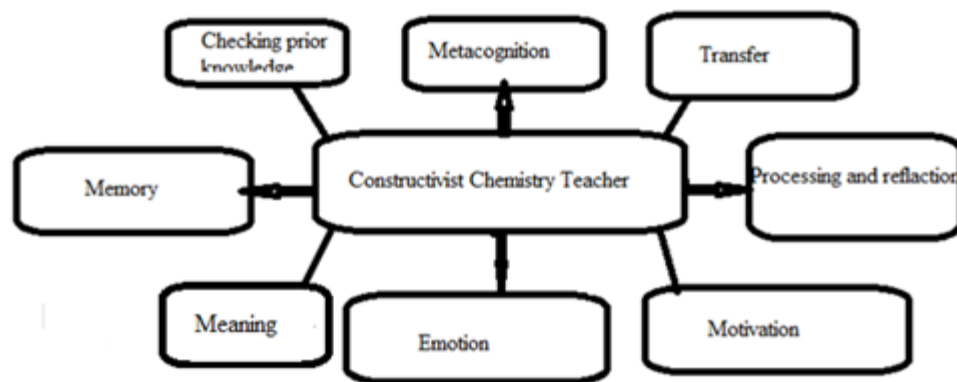 Checking prior
knowledge
Metacognition
Transfer
Memory
Constructivist Chemistry Teacher
Processing and reflaction
Meaning
Emotion
Motivation